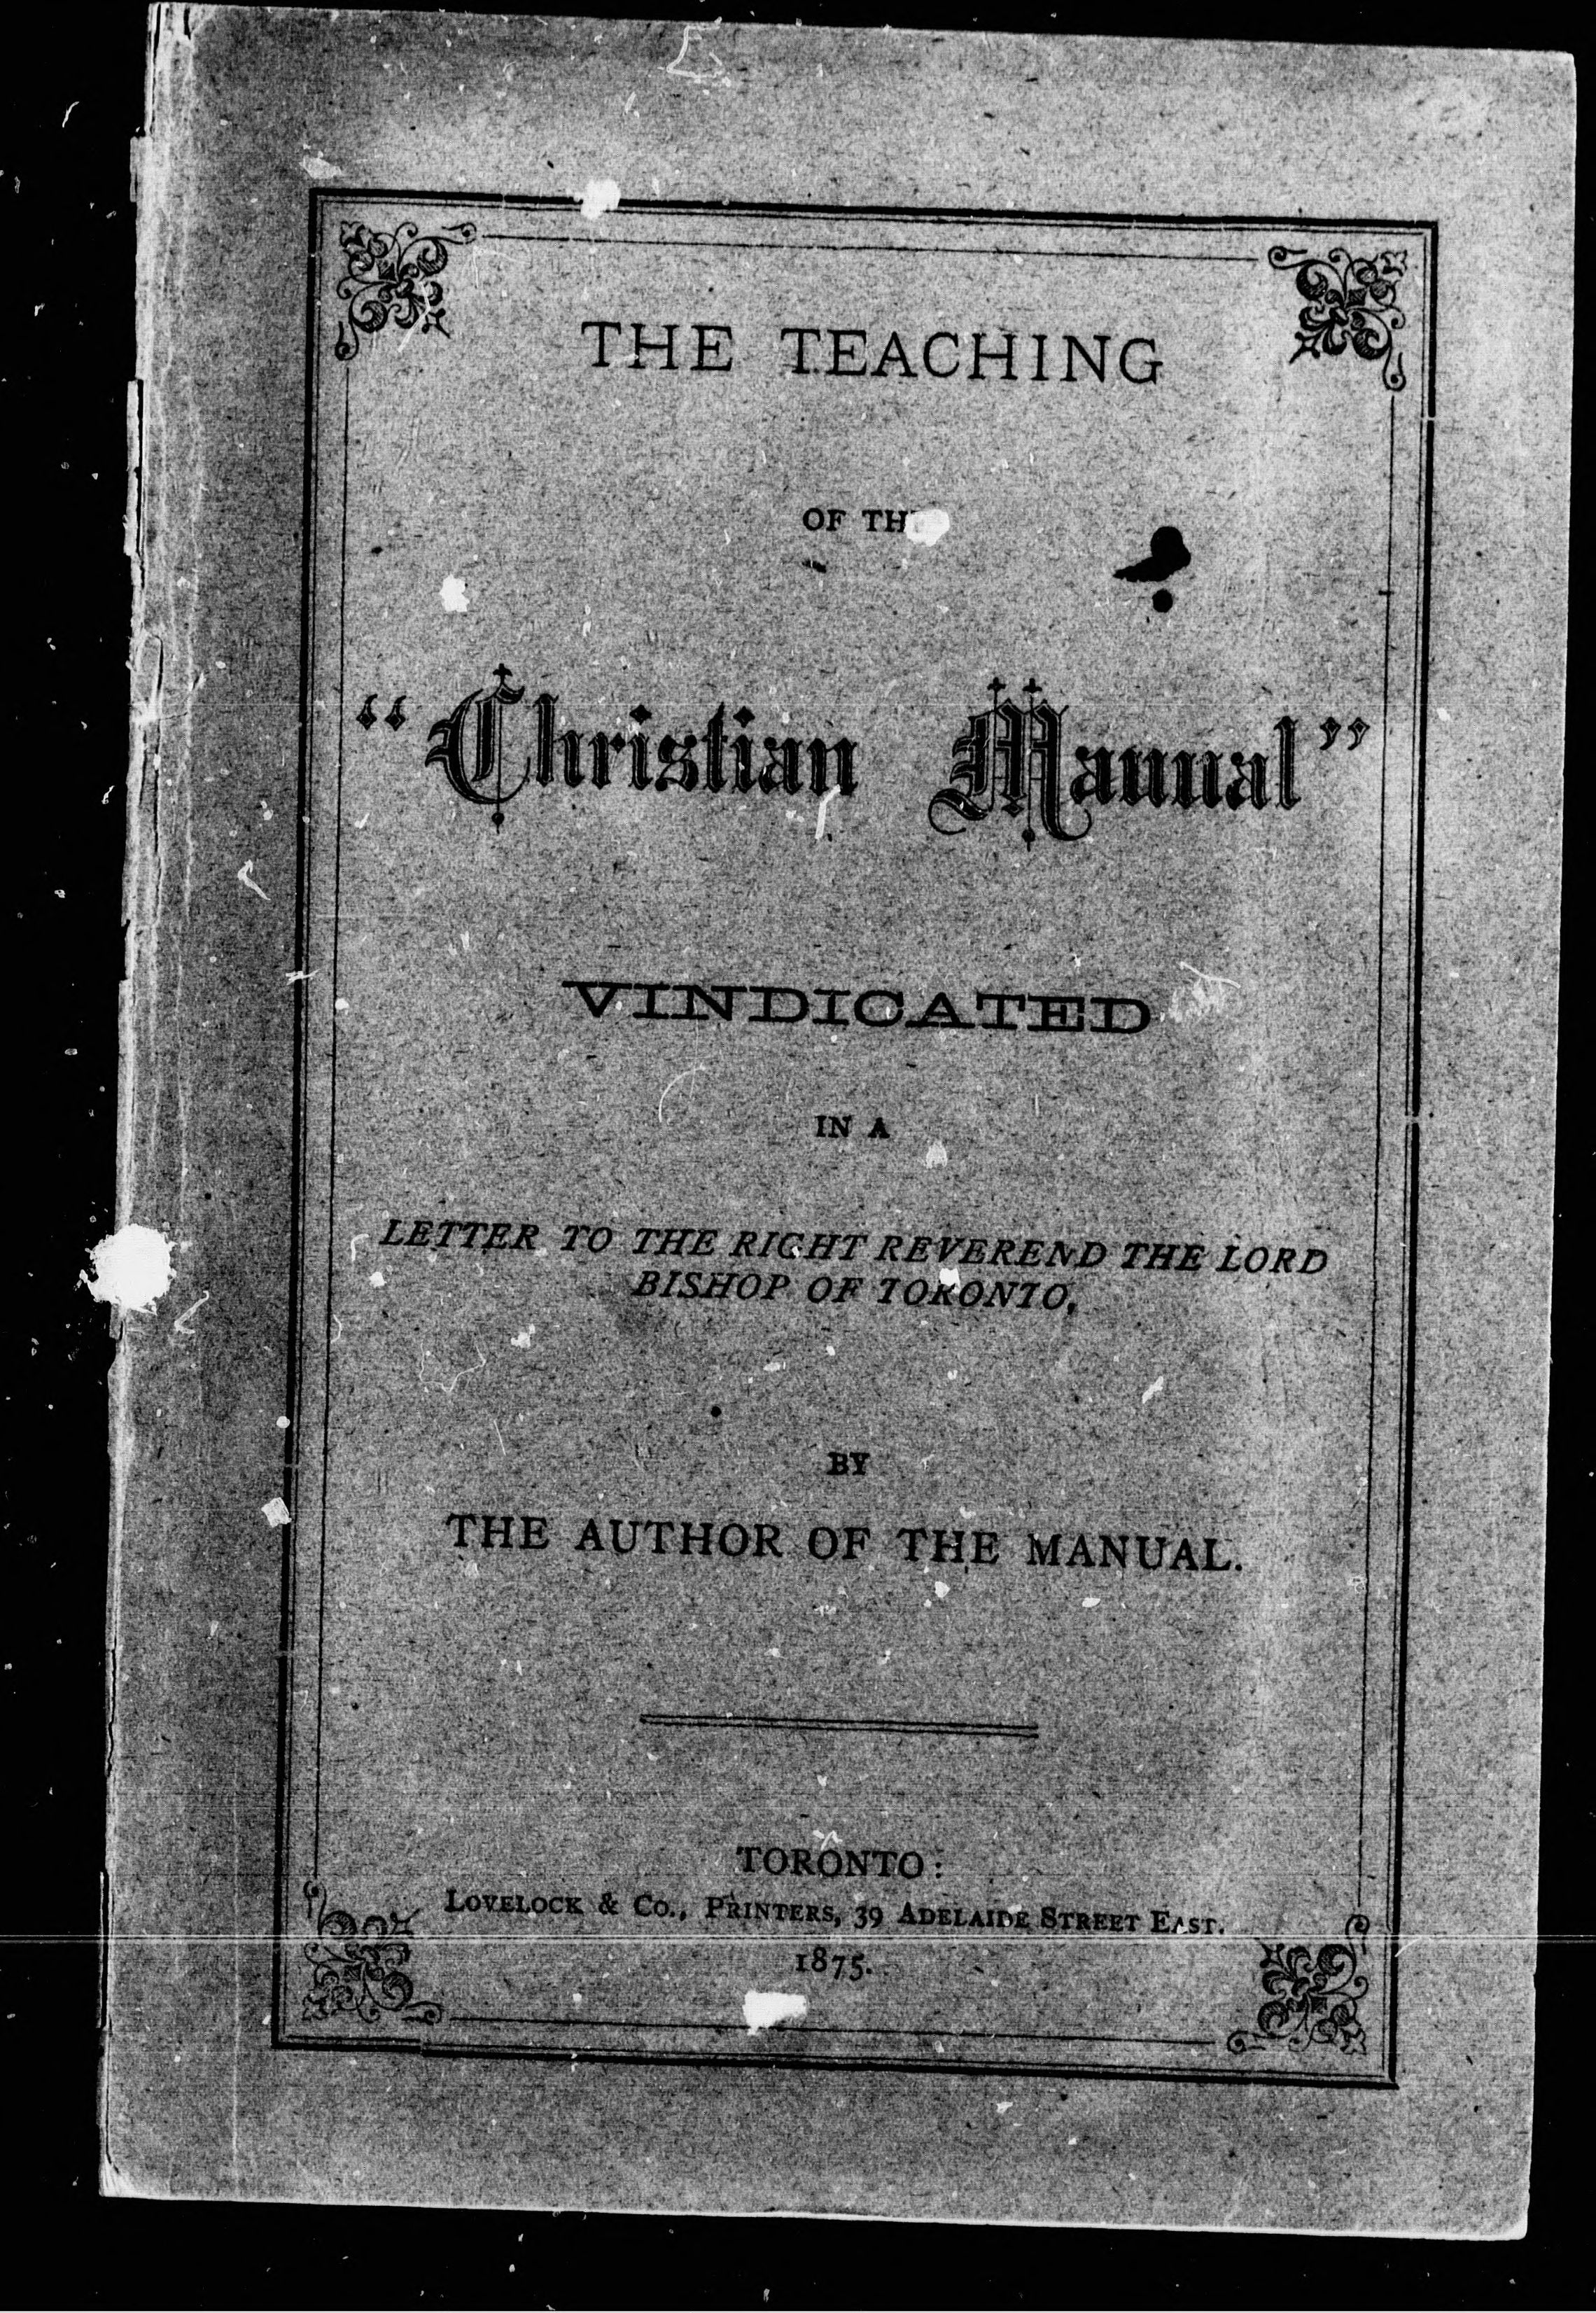 THE TEACHING
OF THE
“Christian Manual”
VINDICATED
IN A
LETTER TO THE RIGHT REVEREND THE LORD
BISHOP OF TORONTO,
BY
THE AUTHOR OF THE MANUAL.
TORONTO:
LOVELOCK & CO., PRINTERS, 39 ADELAIDE STREET EAST.
1875.